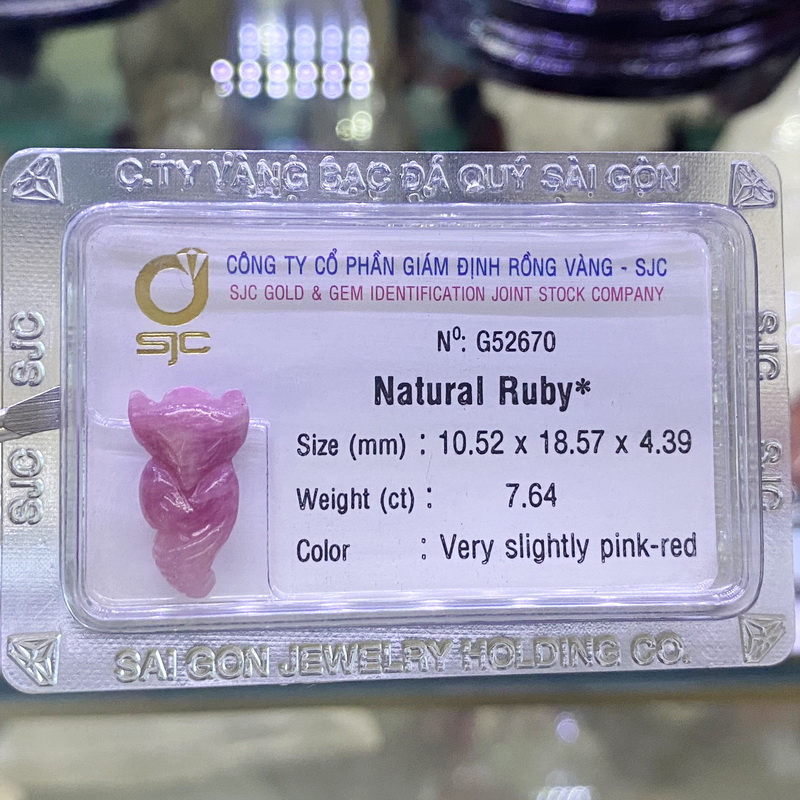 C.TY VÀNG BẠC ĐÁ QUÝ SÀI GÒN
CÔNG TY CỔ PHẦN GIÁM ĐỊNH RỒNG VÀNG - SJC
SJC GOLD & GEM IDENTIFICATION JOINT STOCK COMPANY
SJC
Nº: G52670
Natural Ruby*
Size (mm) : 10.52 x 18.57 x 4.39
Weight (ct) : 7.64
Color : Very slightly pink-red
SJC
SJC
SJC
SJC
SAI GON JEWELRY HOLDING CO.